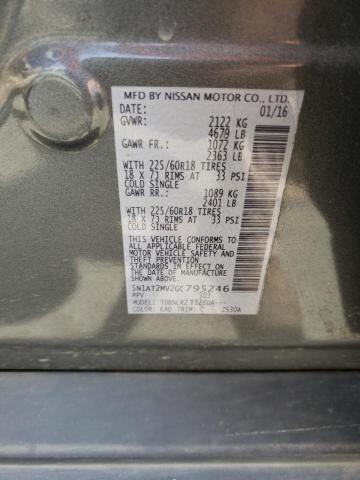 MFD BY NISSAN MOTOR CO., LTD.
DATE: 01/16
GVWR: 2122 KG
4679 LB
GAWR FR.: 1072 KG
2363 LB
WITH 225/60R18 TIRES
18 X 7J RIMS AT 33 PSI
COLD SINGLE
GAWR RR.: 1089 KG
2401 LB
WITH 225/60R18 TIRES
18 X 7J RIMS AT 33 PSI
COLD SINGLE
THIS VEHICLE CONFORMS TO
ALL APPLICABLE FEDERAL
MOTOR VEHICLE SAFETY AND
THEFT PREVENTION
STANDARDS IN EFFECT ON THE
DATE OF MANUFACTURE
5N1AT2MV2GC795246
MPV
MODEL:
COLOR: KAD TRIM: C